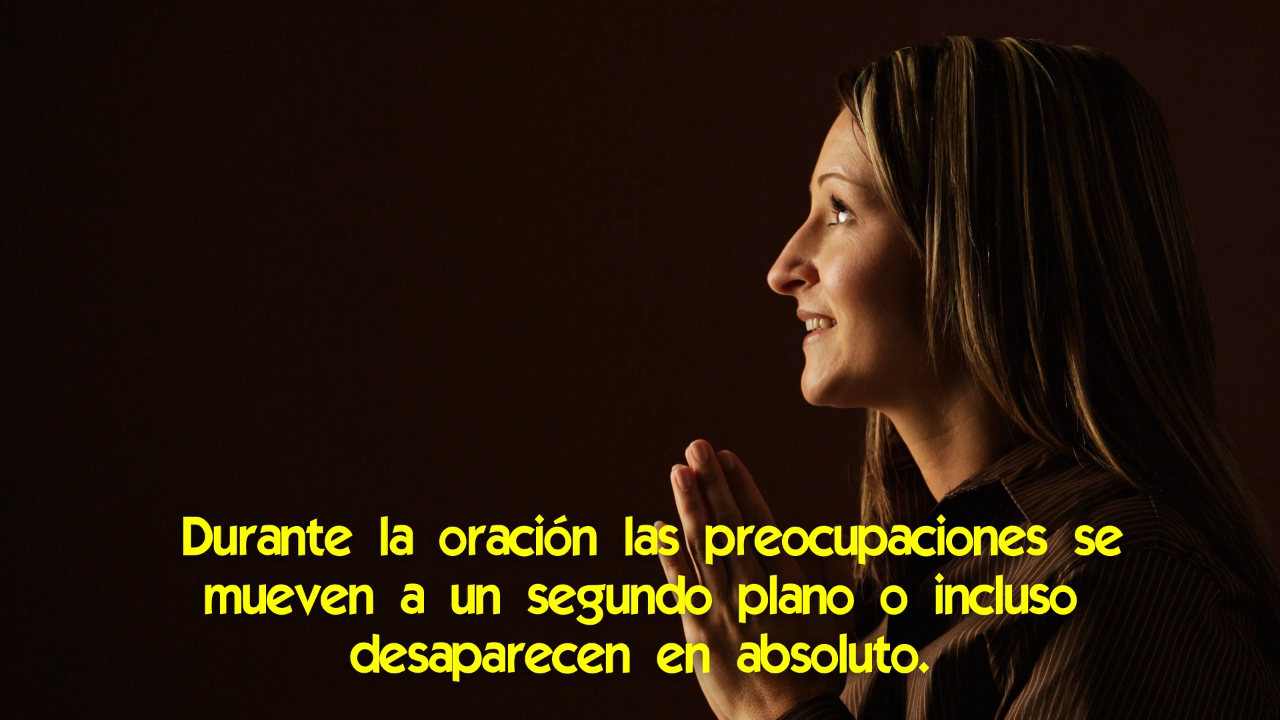 Durante la oración las preocupaciones se
mueven a un segundo plano o incluso
desaparecen en absoluto.